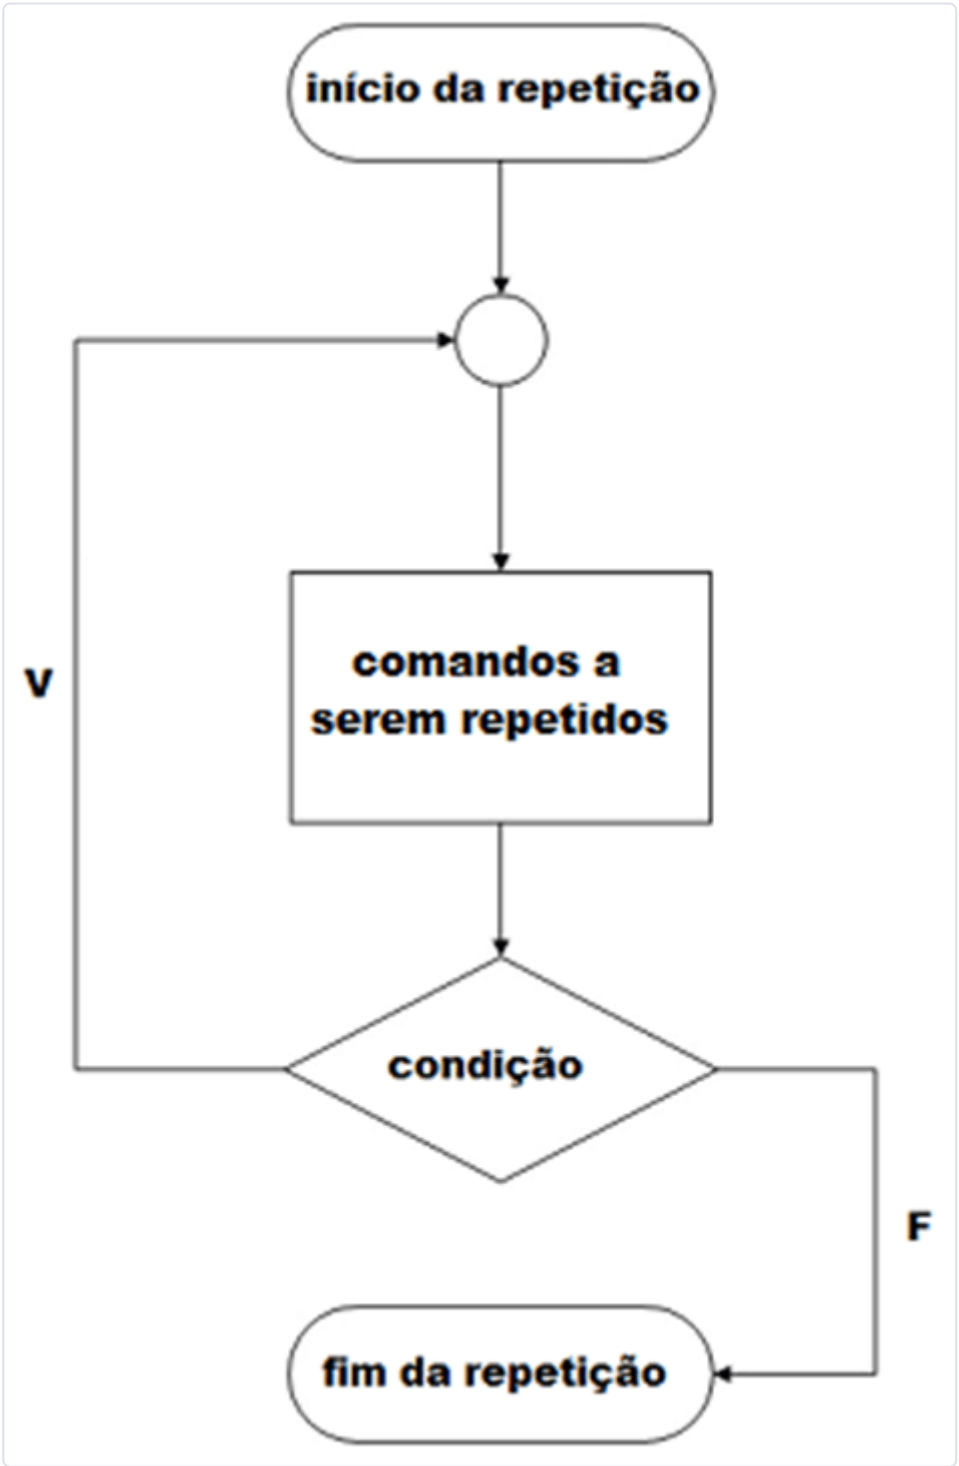 início da repetição
V
comandos a
serem repetidos
condição
F
fim da repetição